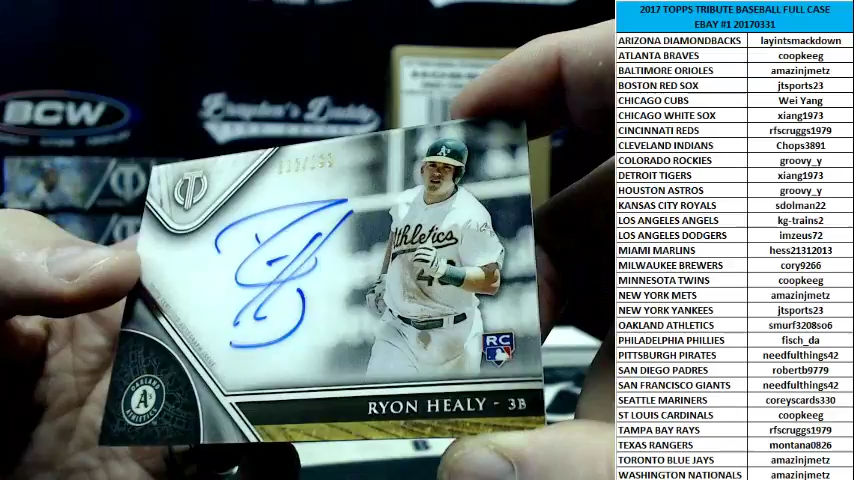 2017 TOPPS TRIBUTE BASEBALL FULL CASE
EBAY #1 20170331
ARIZONA DIAMONDBACKS layintsmackdown
ATLANTA BRAVES coopkeeg
BALTIMORE ORIOLES amazinjmetz
BOSTON RED SOX jtsports23
CHICAGO CUBS Wei Yang
CHICAGO WHITE SOX xiang1973
CINCINNATI REDS rfscruggs1979
CLEVELAND INDIANS Chops3891
COLORADO ROCKIES groovy_y
DETROIT TIGERS xiang1973
HOUSTON ASTROS groovy_y
KANSAS CITY ROYALS sdolman22
LOS ANGELES ANGELS kg-trains2
LOS ANGELES DODGERS imzeus72
MIAMI MARLINS hess21312013
MILWAUKEE BREWERS cory9266
MINNESOTA TWINS coopkeeg
NEW YORK METS amazinjmetz
NEW YORK YANKEES jtsports23
OAKLAND ATHLETICS smurf3208so6
PHILADELPHIA PHILLIES fisch_da
PITTSBURGH PIRATES needfulthings42
SAN DIEGO PADRES robertb9779
SAN FRANCISCO GIANTS needfulthings42
SEATTLE MARINERS coreyscards330
ST LOUIS CARDINALS coopkeeg
TAMPA BAY RAYS rfscruggs1979
TEXAS RANGERS montana0826
TORONTO BLUE JAYS amazinjmetz
WASHINGTON NATIONALS amazinjmetz
BCW
Brayton's Daddy
Athletics
RC
OAKLAND
A's
ATHLETICS
RYON HEALY - 3B